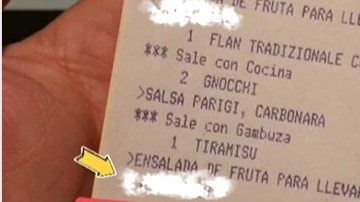 DE FRUTA PARA LLE
1 FLAN TRADIZIONALE C
*** Sale con Cocina
2 GNOCCHI
>SALSA PARIGI, CARBONARA
*** Sale con Gambuza
1 TIRAMISU
>ENSALADA DE FRUTA PARA LLEVAR